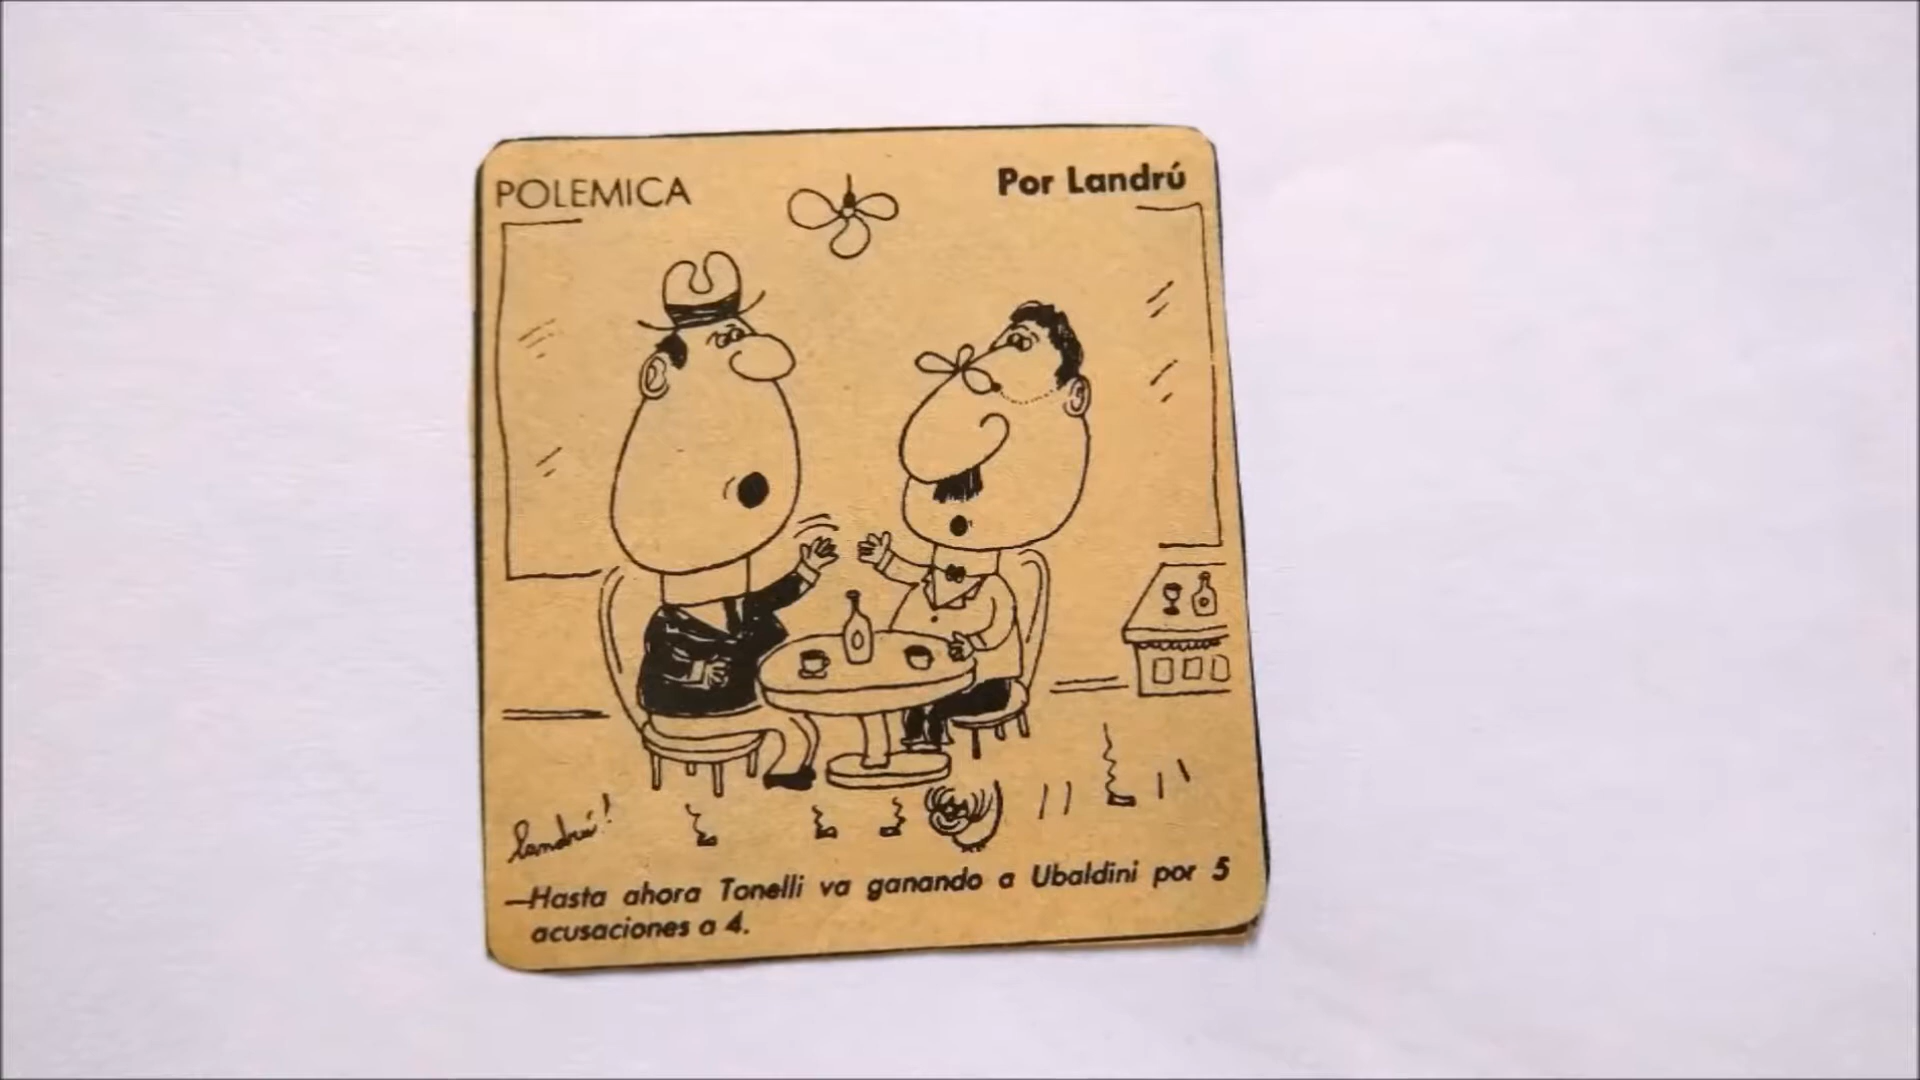 POLEMICA
Por Landrú
Landrú!
—Hasta ahora Tonelli va ganando a Ubaldini por 5
acusaciones a 4.